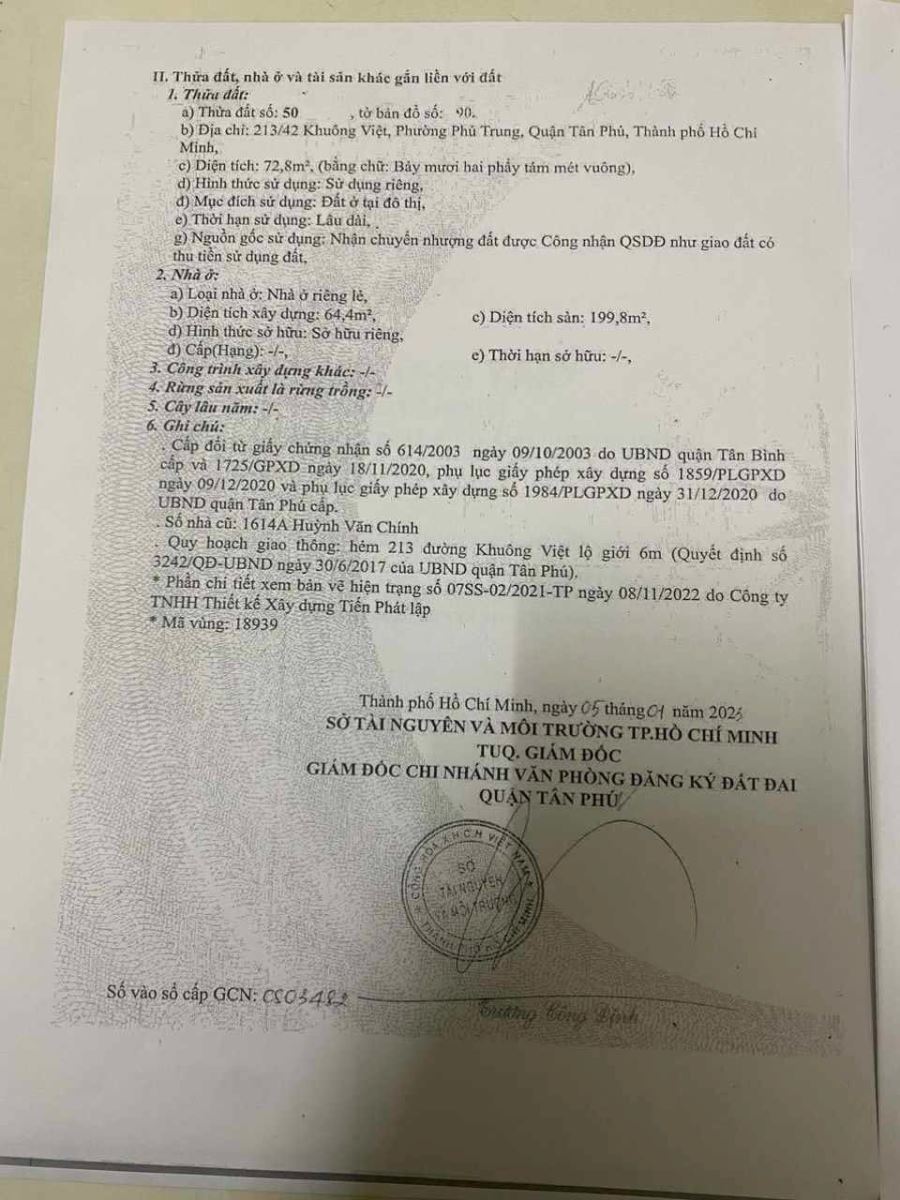 II. Thửa đất, nhà ở và tài sản khác gắn liền với đất
1. Thửa đất:
a) Thửa đất số: 50 , tờ bản đồ số: 90.
b) Địa chỉ: 213/42 Khuông Việt, Phường Phú Trung, Quận Tân Phú, Thành phố Hồ Chí
Minh,
c) Diện tích: 72,8m², (bằng chữ: Bảy mươi hai phẩy tám mét vuông),
d) Hình thức sử dụng: Sử dụng riêng,
đ) Mục đích sử dụng: Đất ở tại đô thị,
e) Thời hạn sử dụng: Lâu dài,
g) Nguồn gốc sử dụng: Nhận chuyển nhượng đất được Công nhận QSDĐ như giao đất có
thu tiền sử dụng đất,
2. Nhà ở:
a) Loại nhà ở: Nhà ở riêng lẻ,
b) Diện tích xây dựng: 64,4m², c) Diện tích sàn: 199,8m²,
d) Hình thức sở hữu: Sở hữu riêng,
đ) Cấp(Hạng): -/-, e) Thời hạn sở hữu: -/-,
3. Công trình xây dựng khác: -/-
4. Rừng sản xuất là rừng trồng: -/-
5. Cây lâu năm: -/-
6. Ghi chú:
. Cấp đổi từ giấy chứng nhận số 614/2003 ngày 09/10/2003 do UBND quận Tân Bình
cấp và 1725/GPXD ngày 18/11/2020, phụ lục giấy phép xây dựng số 1859/PLGPXD
ngày 09/12/2020 và phụ lục giấy phép xây dựng số 1984/PLGPXD ngày 31/12/2020 do
UBND quận Tân Phú cấp.
. Số nhà cũ: 1614A Huỳnh Văn Chính
. Quy hoạch giao thông: hẻm 213 đường Khuông Việt lộ giới 6m (Quyết định số
3242/QĐ-UBND ngày 30/6/2017 của UBND quận Tân Phú).
* Phần chi tiết xem bản vẽ hiện trạng số 07SS-02/2021-TP ngày 08/11/2022 do Công ty
TNHH Thiết kế Xây dựng Tiến Phát lập
* Mã vùng: 18939
Thành phố Hồ Chí Minh, ngày 05 tháng 01 năm 2023
SỞ TÀI NGUYÊN VÀ MÔI TRƯỜNG TP.HỒ CHÍ MINH
TUQ. GIÁM ĐỐC
GIÁM ĐỐC CHI NHÁNH VĂN PHÒNG ĐĂNG KÝ ĐẤT ĐAI
QUẬN TÂN PHÚ
CỘNG HÒA X.H.C.N VIỆT NAM
SỞ
TÀI NGUYÊN
VÀ MÔI TRƯỜNG
THÀNH PHỐ HỒ CHÍ MINH
Số vào sổ cấp GCN: CS03482
Trương Công Định